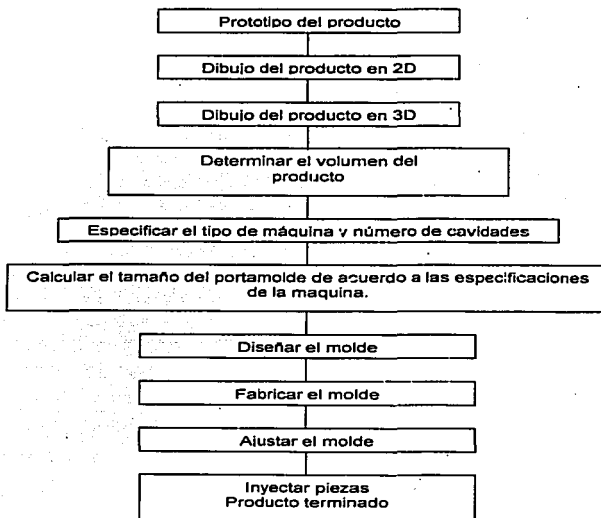 Prototipo del producto
Dibujo del producto en 2D
Dibujo del producto en 3D
Determinar el volumen del
producto
Especificar el tipo de máquina y número de cavidades
Calcular el tamaño del portamolde de acuerdo a las especificaciones
de la maquina.
Diseñar el molde
Fabricar el molde
Ajustar el molde
Inyectar piezas
Producto terminado